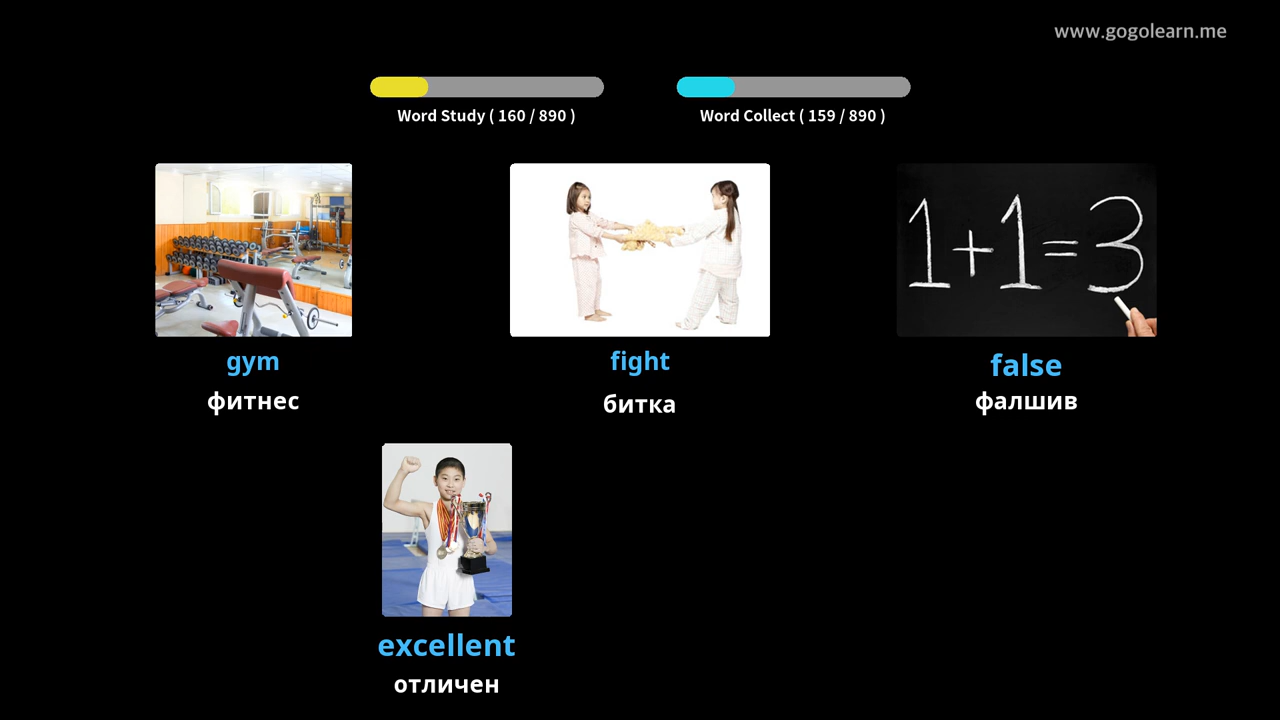 www.gogolearn.me
Word Study ( 160 / 890 )
Word Collect ( 159 / 890 )
1+1=3
gym
fight
false
фитнес
битка
фалшив
excellent
отличен